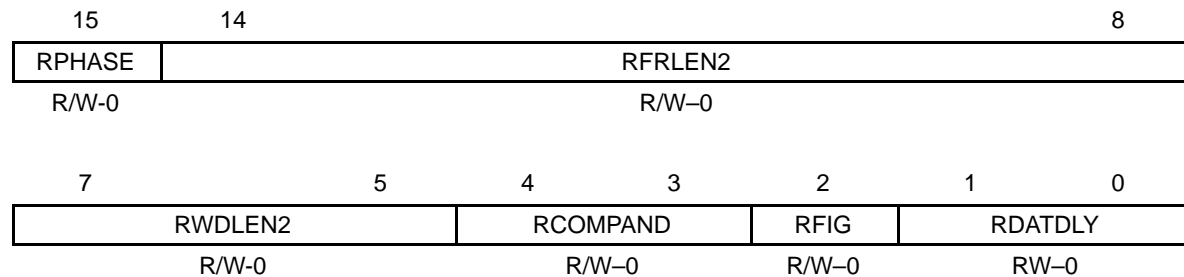 15 14 8
RPHASE RFRLEN2
R/W-0 R/W–0
7 5 4 3 2 1 0
RWDLEN2 RCOMPAND RFIG RDATDLY
R/W-0 R/W–0 R/W–0 RW–0